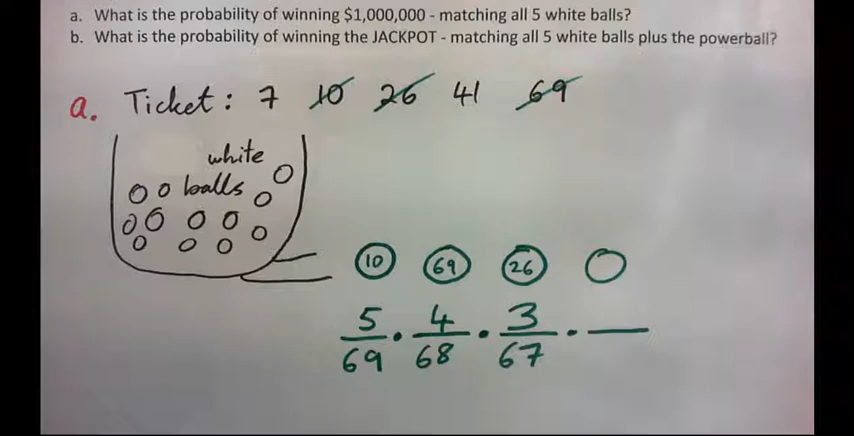 a. What is the probability of winning $1,000,000 - matching all 5 white balls?
b. What is the probability of winning the JACKPOT - matching all 5 white balls plus the powerball?
a. Ticket: 7 10 26 41 69
white
balls
10 69 26
5/69 · 4/68 · 3/67 ·